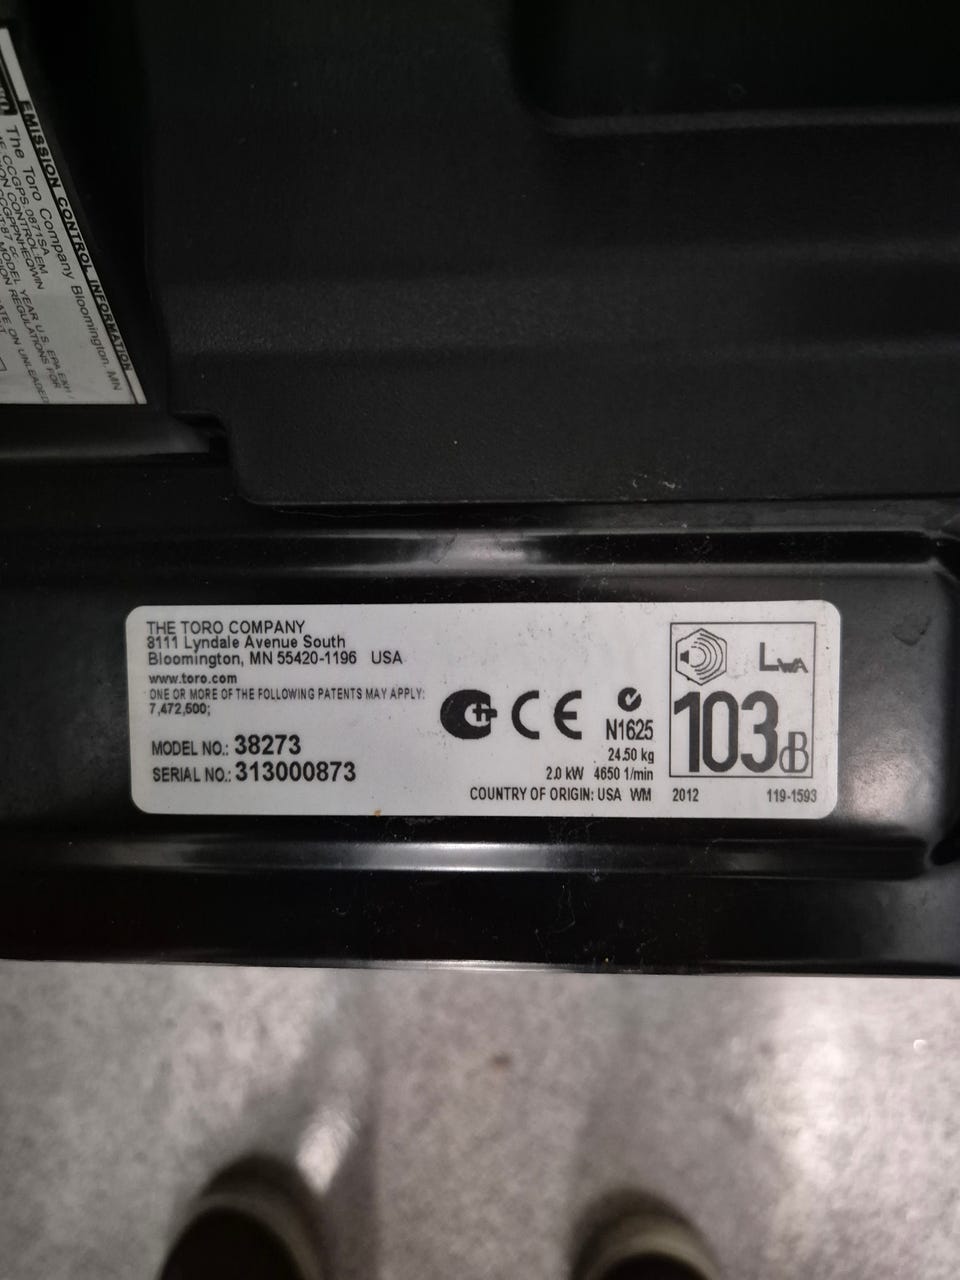 EMISSION CONTROL INFORMATION
The Toro Company Bloomington, MN
THE TORO COMPANY
8111 Lyndale Avenue South
Bloomington, MN 55420-1196 USA
www.toro.com
ONE OR MORE OF THE FOLLOWING PATENTS MAY APPLY:
7,472,500;
MODEL NO.: 38273
SERIAL NO.: 313000873
CE
N1625
24.50 kg
2.0 kW 4650 1/min
COUNTRY OF ORIGIN: USA WM
LWA
103dB
2012 119-1593